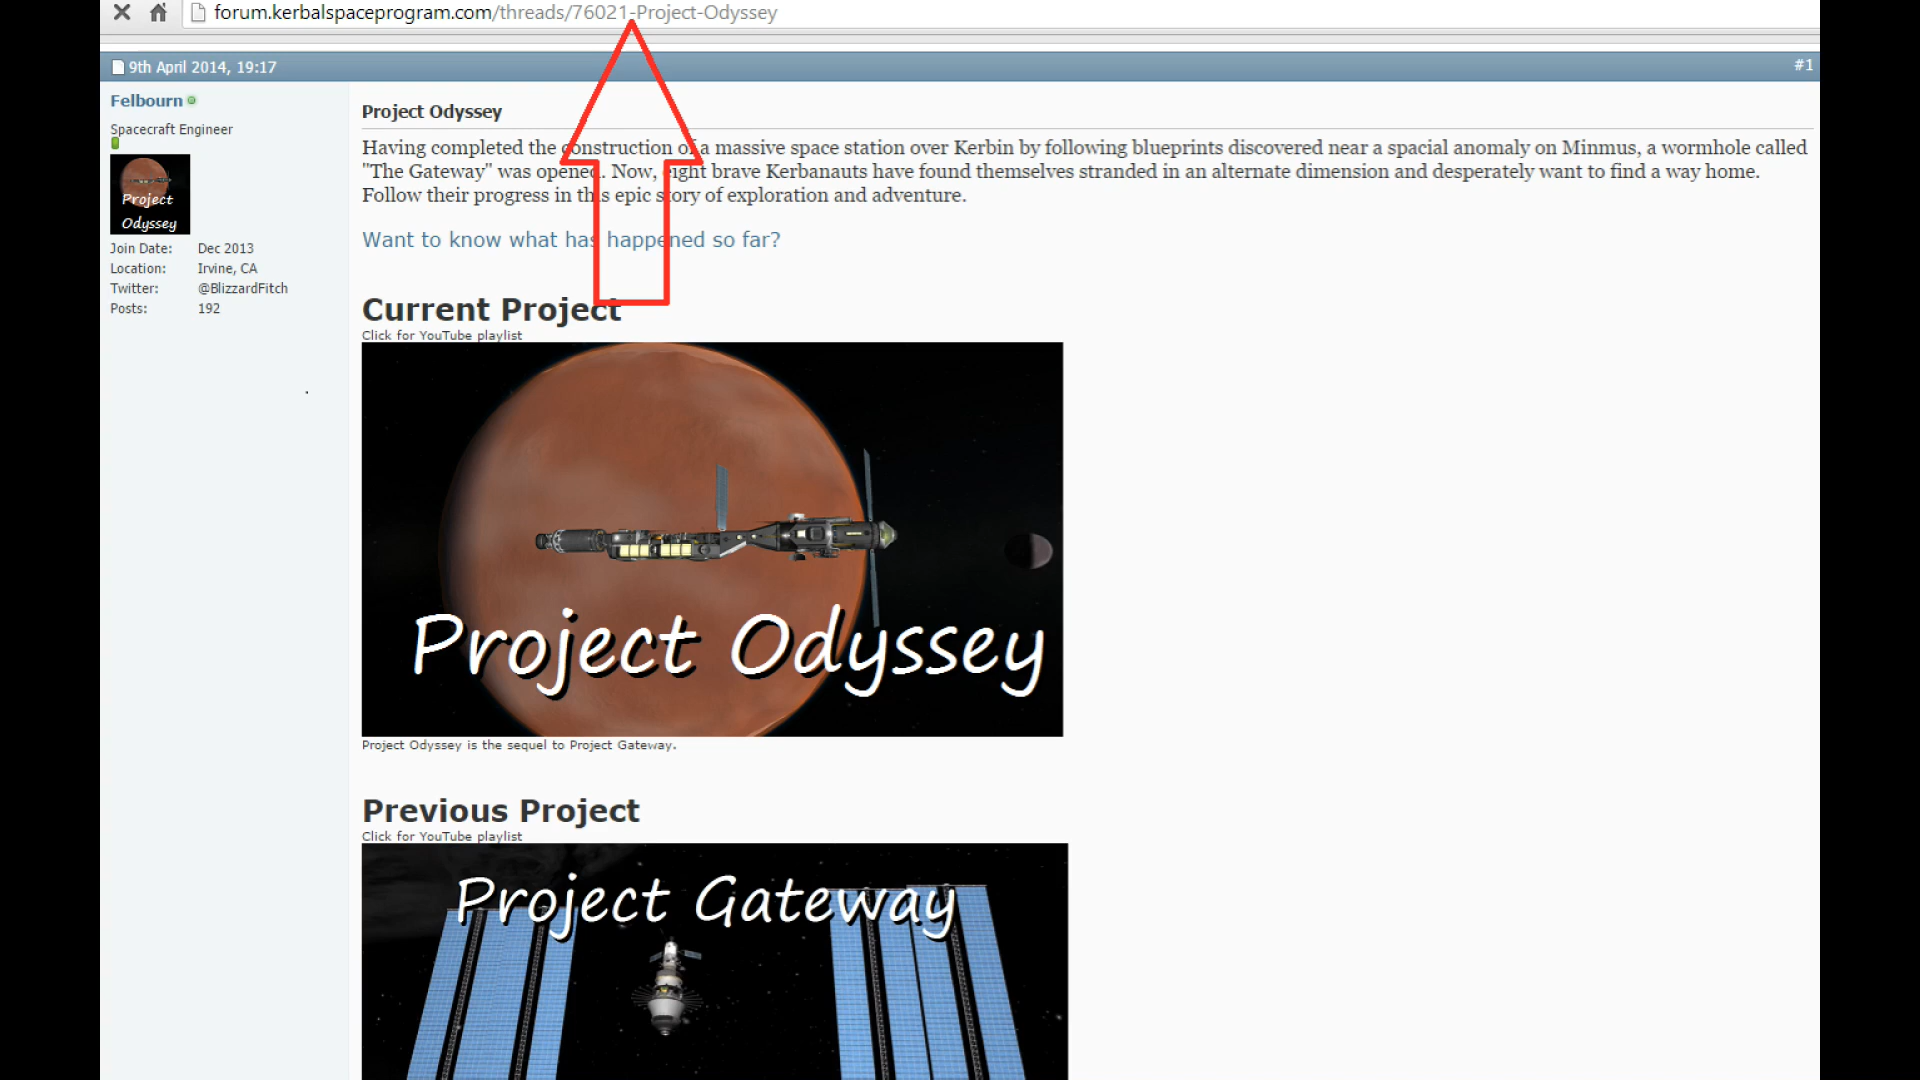 forum.kerbalspaceprogram.com/threads/76021-Project-Odyssey
9th April 2014, 19:17
#1
Felbourn
Spacecraft Engineer
Project
Odyssey
Join Date: Dec 2013
Location: Irvine, CA
Twitter: @BlizzardFitch
Posts: 192
Project Odyssey
Having completed the construction of a massive space station over Kerbin by following blueprints discovered near a spacial anomaly on Minmus, a wormhole called
"The Gateway" was opened. Now, eight brave Kerbanauts have found themselves stranded in an alternate dimension and desperately want to find a way home.
Follow their progress in this epic story of exploration and adventure.
Want to know what has happened so far?
Current Project
Click for YouTube playlist
Project Odyssey
Project Odyssey is the sequel to Project Gateway.
Previous Project
Click for YouTube playlist
Project Gateway